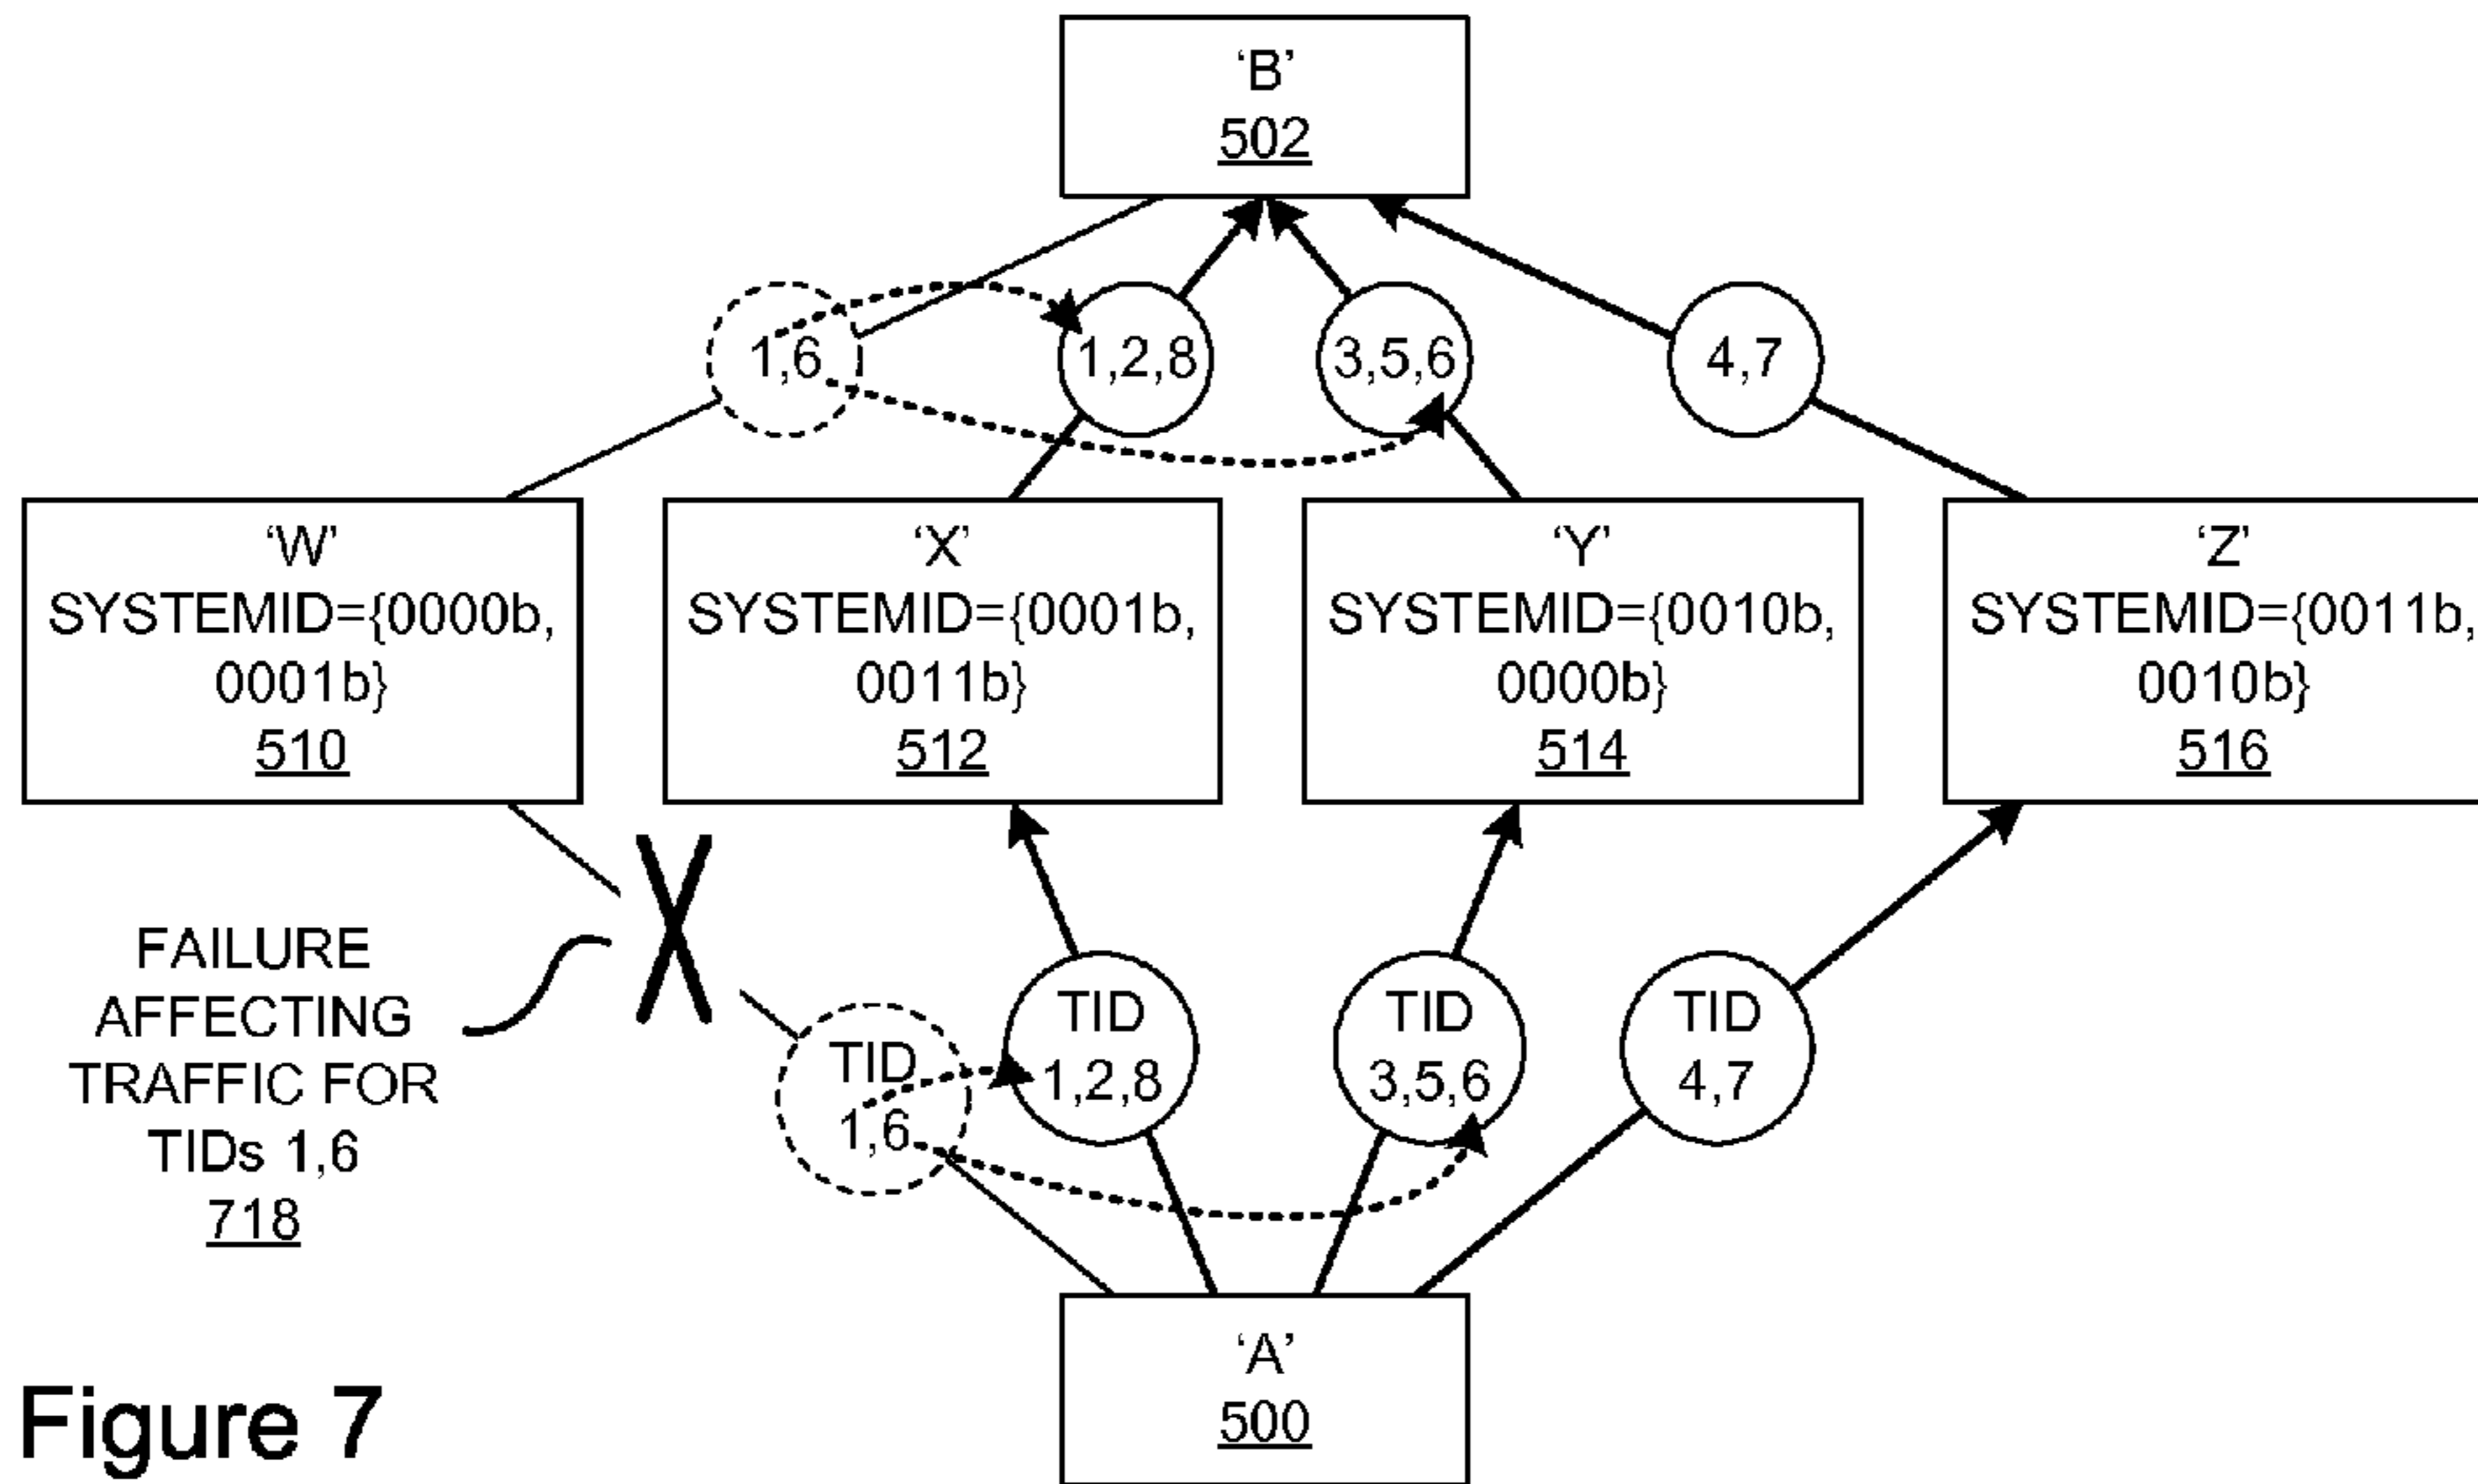 ‘B’
502
1,6
1,2,8
3,5,6
4,7
‘W’
SYSTEMID={0000b,
0001b}
510
‘X’
SYSTEMID={0001b,
0011b}
512
‘Y’
SYSTEMID={0010b,
0000b}
514
‘Z’
SYSTEMID={0011b,
0010b}
516
FAILURE
AFFECTING
TRAFFIC FOR
TIDs 1,6
718
TID
1,6
TID
1,2,8
TID
3,5,6
TID
4,7
‘A’
500
Figure 7